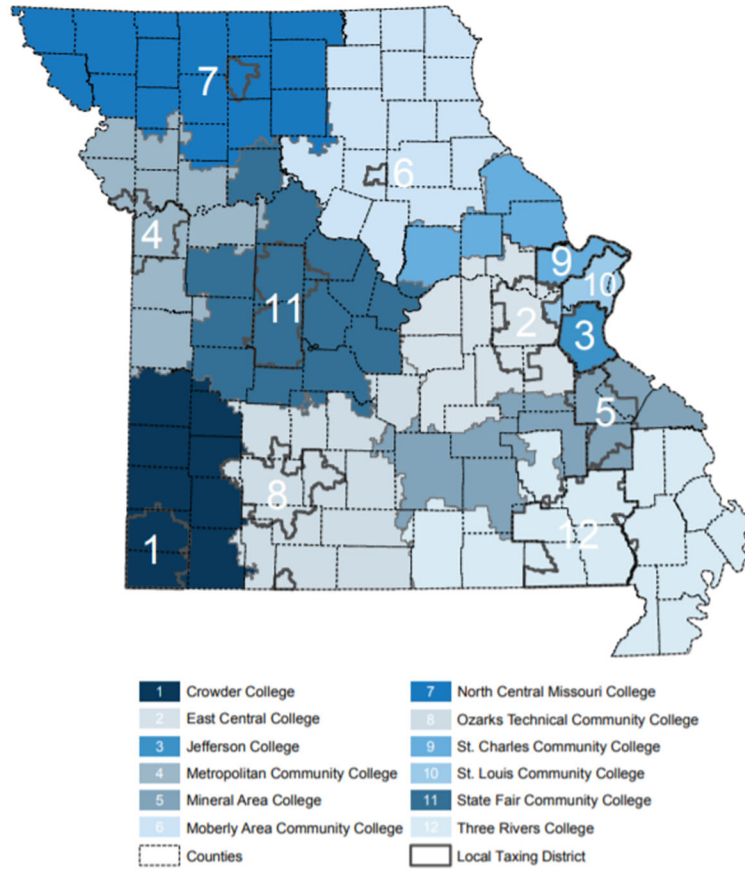 7
6
4
9
10
11
2
3
5
8
12
1
1 Crowder College
2 East Central College
3 Jefferson College
4 Metropolitan Community College
5 Mineral Area College
6 Moberly Area Community College
Counties
7 North Central Missouri College
8 Ozarks Technical Community College
9 St. Charles Community College
10 St. Louis Community College
11 State Fair Community College
12 Three Rivers College
Local Taxing District